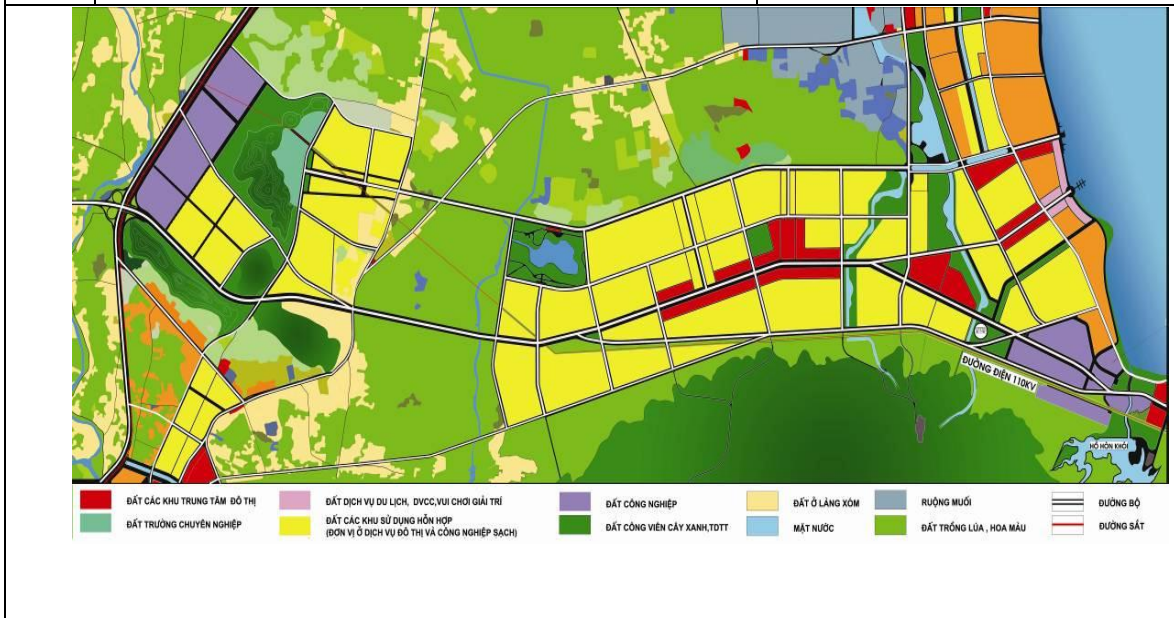 ĐƯỜNG ĐIỆN 110KV
HỒ HÒN KHÓI
ĐẤT CÁC KHU TRUNG TÂM ĐÔ THỊ
ĐẤT TRƯỜNG CHUYÊN NGHIỆP
ĐẤT DỊCH VỤ DU LỊCH, DVCC,VUI CHƠI GIẢI TRÍ
ĐẤT CÁC KHU SỬ DỤNG HỖN HỢP
(ĐƠN VỊ Ở DỊCH VỤ ĐÔ THỊ VÀ CÔNG NGHIỆP SẠCH)
ĐẤT CÔNG NGHIỆP
ĐẤT CÔNG VIÊN CÂY XANH,TDTT
ĐẤT Ở LÀNG XÓM
MẶT NƯỚC
RUỘNG MUỐI
ĐẤT TRỒNG LÚA , HOA MÀU
ĐƯỜNG BỘ
ĐƯỜNG SẮT